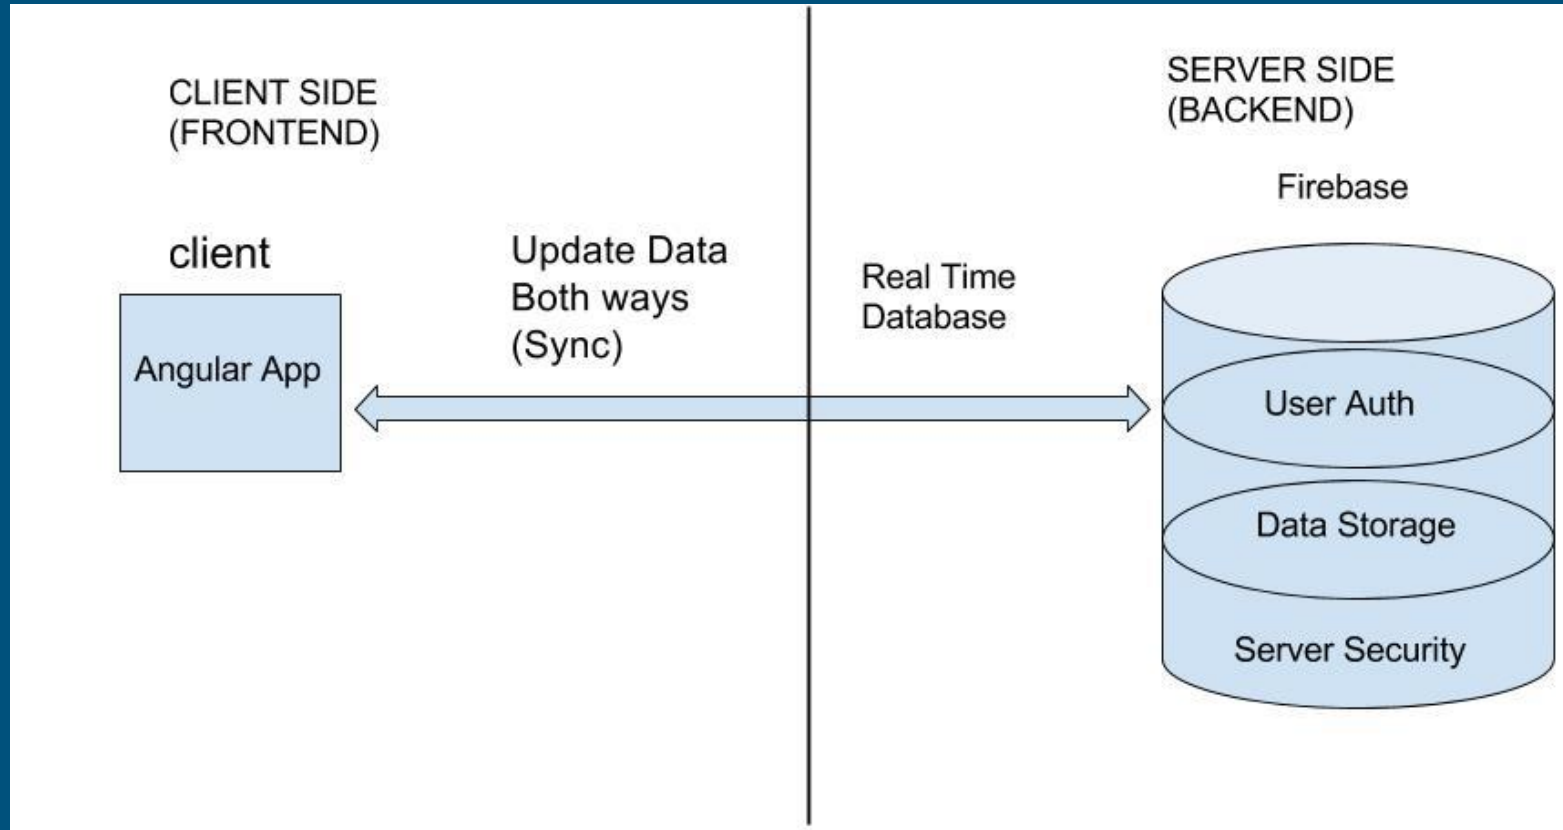 CLIENT SIDE
(FRONTEND)
client
Angular App
Update Data
Both ways
(Sync)
Real Time
Database
SERVER SIDE
(BACKEND)
Firebase
User Auth
Data Storage
Server Security